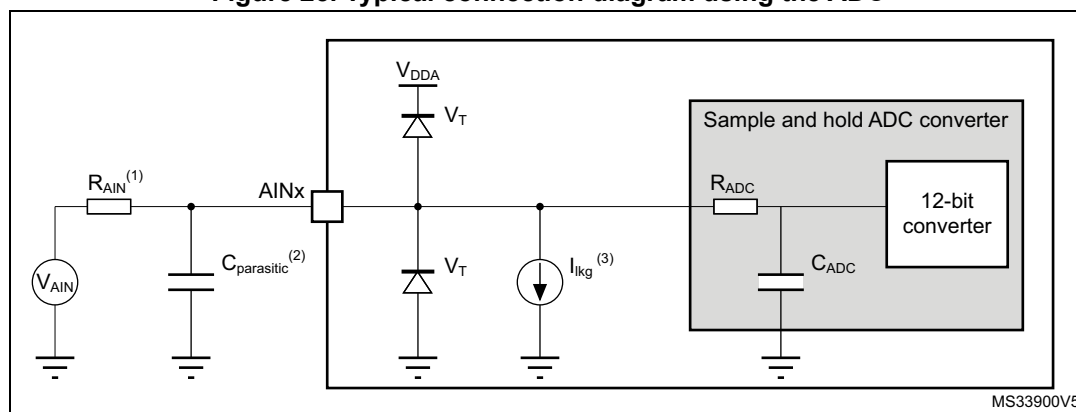 Figure 26. Typical connection diagram using the ADC
VDDA
VT
Sample and hold ADC converter
RAIN(1)
AINx
RADC
12-bit
converter
VAIN
Cparasitic(2)
VT
Ilkg(3)
CADC
MS33900V5